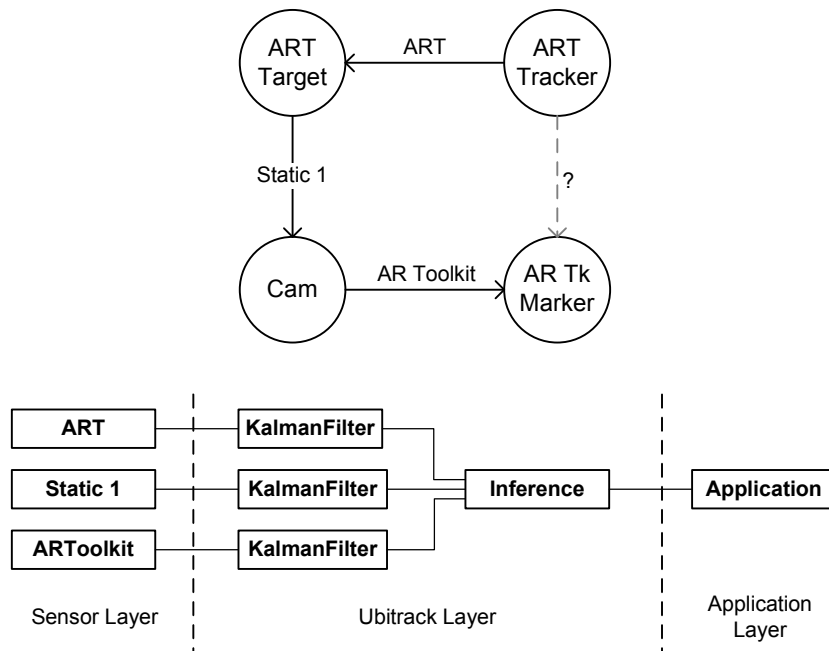 ART
Target
ART
ART
Tracker
Static 1
?
Cam
AR Toolkit
AR Tk
Marker
ART
KalmanFilter
Static 1
KalmanFilter
Inference
Application
ARToolkit
KalmanFilter
Sensor Layer
Ubitrack Layer
Application
Layer